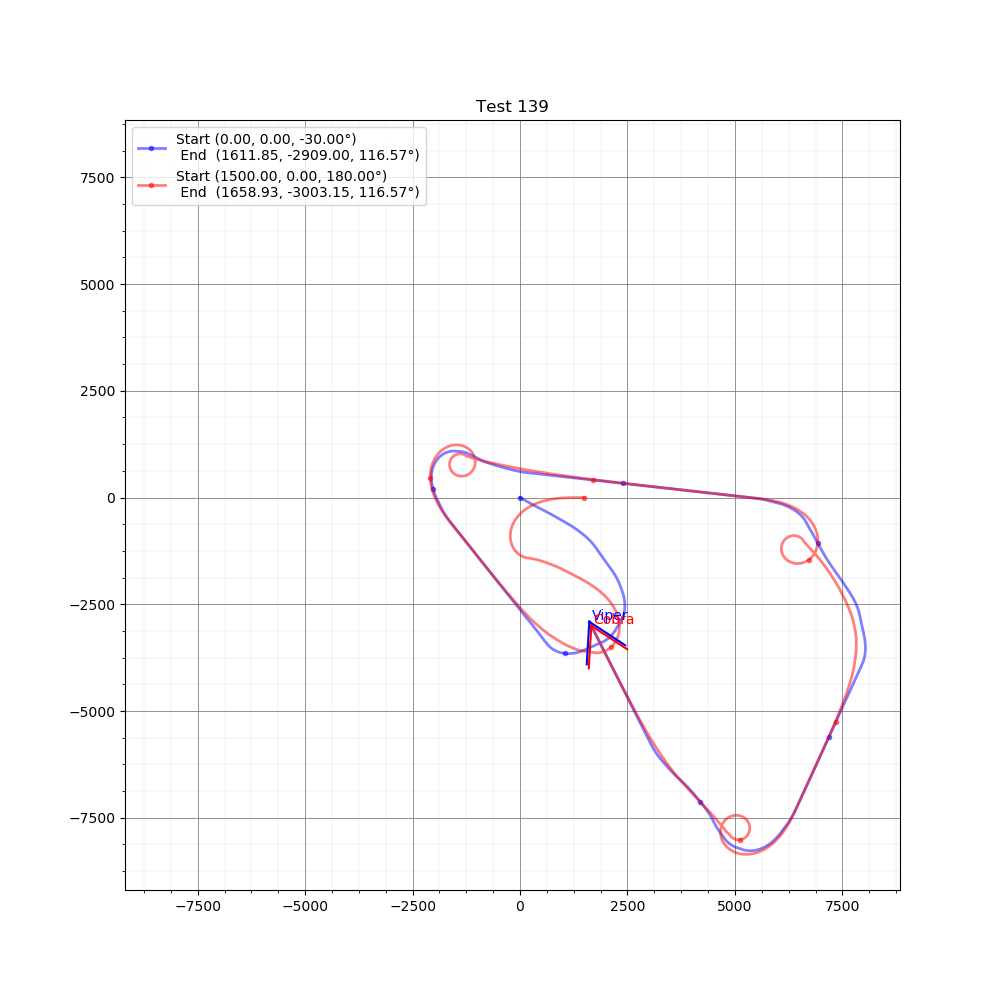 Test 139
Start (0.00, 0.00, -30.00°)
End (1611.85, -2909.00, 116.57°)
Start (1500.00, 0.00, 180.00°)
End (1658.93, -3003.15, 116.57°)
7500
5000
2500
0
−2500
−5000
−7500
Viper
Cobra
−7500
−5000
−2500
0
2500
5000
7500